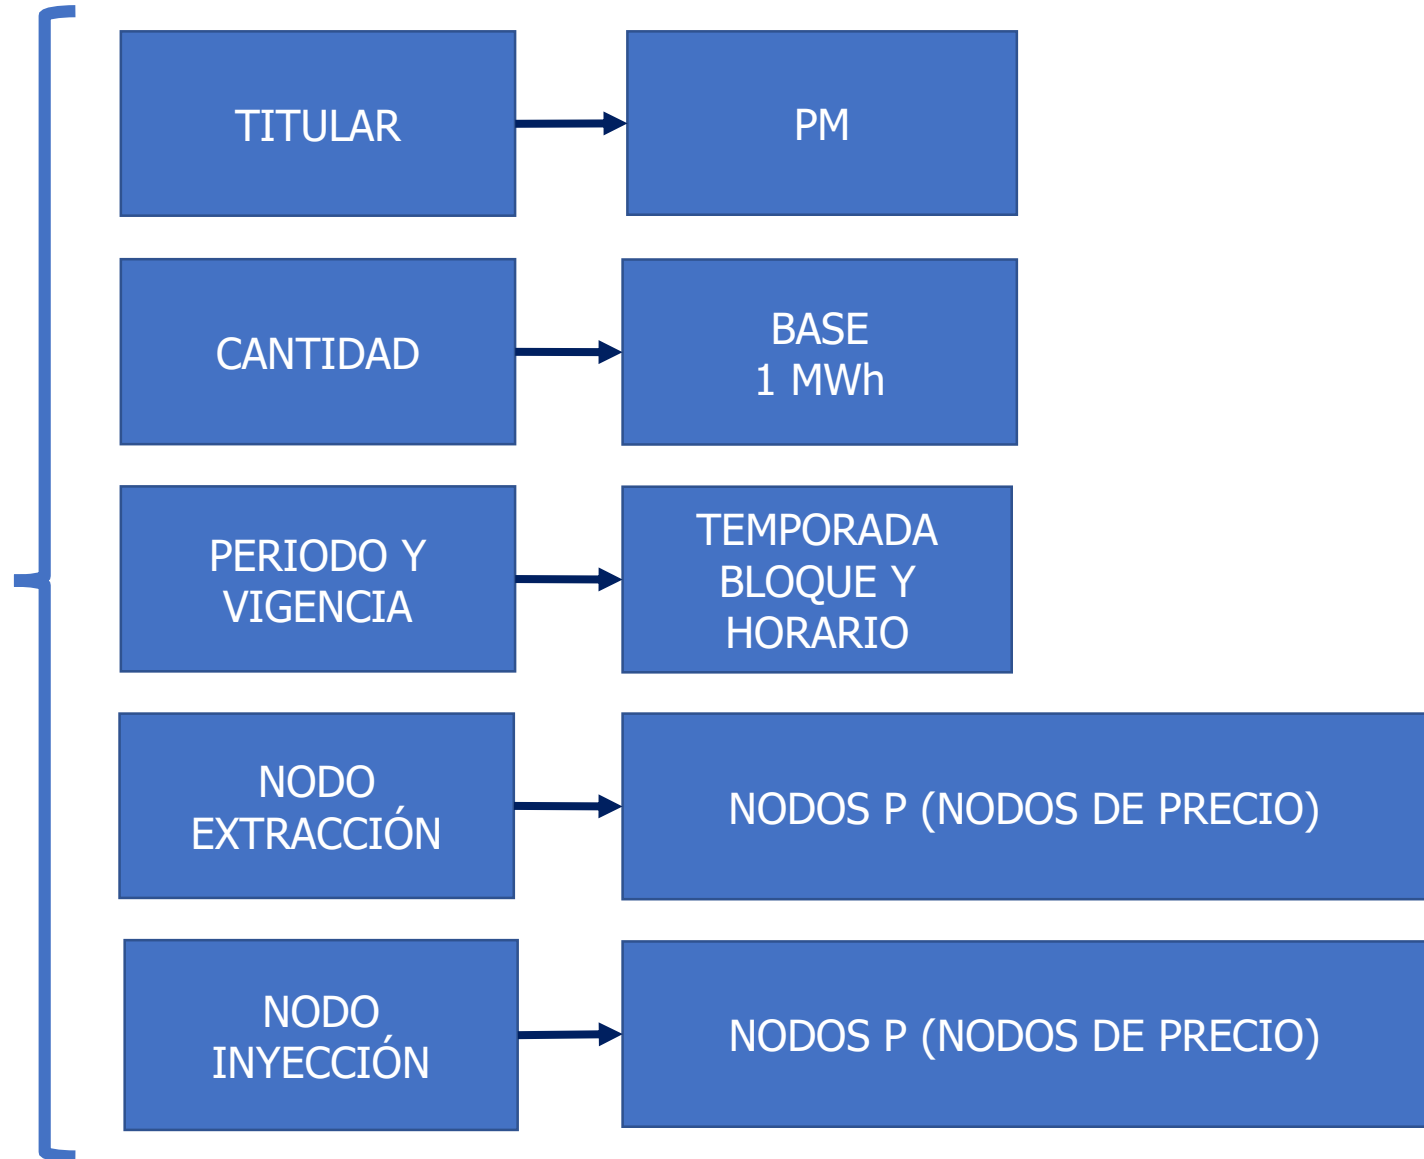 TITULAR
PM
CANTIDAD
BASE
1 MWh
PERIODO Y
VIGENCIA
TEMPORADA
BLOQUE Y
HORARIO
NODO
EXTRACCIÓN
NODOS P (NODOS DE PRECIO)
NODO
INYECCIÓN
NODOS P (NODOS DE PRECIO)